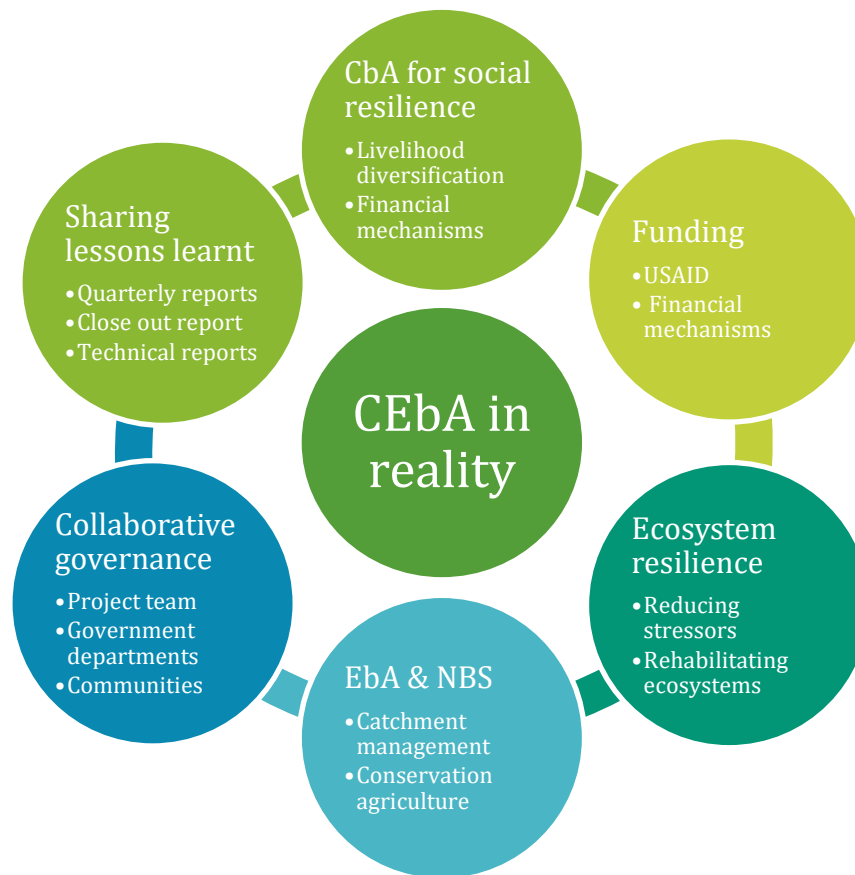 CbA for social
resilience
•Livelihood
diversification
•Financial
mechanisms
Funding
•USAID
• Financial
mechanisms
Ecosystem
resilience
•Reducing
stressors
•Rehabilitating
ecosystems
EbA & NBS
•Catchment
management
•Conservation
agriculture
Collaborative
governance
•Project team
•Government
departments
•Communities
Sharing
lessons learnt
•Quarterly reports
•Close out report
•Technical reports
CEbA in
reality